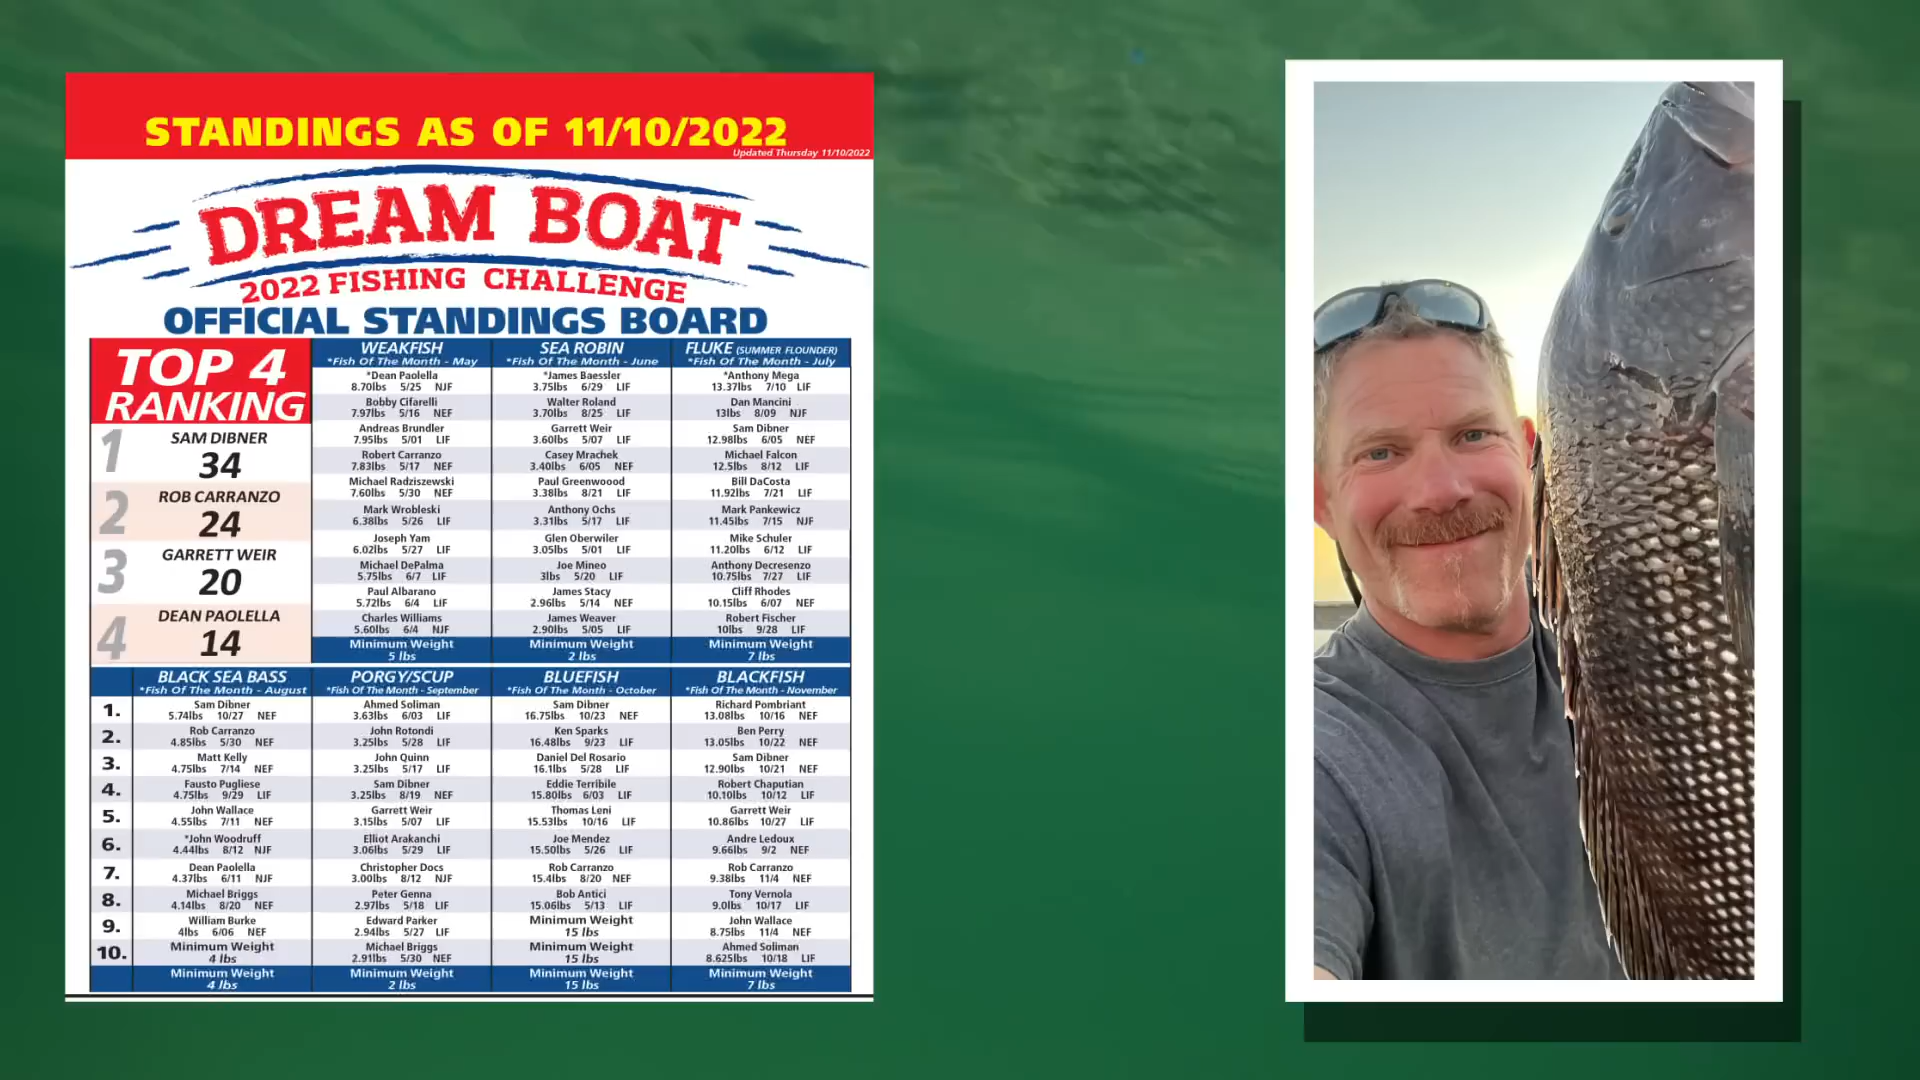 STANDINGS AS OF 11/10/2022
Updated Thursday 11/10/2022
DREAM BOAT
2022 FISHING CHALLENGE
OFFICIAL STANDINGS BOARD
TOP 4
RANKING
1
SAM DIBNER
34
2
ROB CARRANZO
24
3
GARRETT WEIR
20
4
DEAN PAOLELLA
14
WEAKFISH
*Fish Of The Month - May
*Dean Paolella
8.70lbs 5/25 NJF
Bobby Cifarelli
7.97lbs 5/16 NEF
Andreas Brundler
7.95lbs 5/01 LIF
Robert Carranzo
7.83lbs 5/17 NEF
Michael Radziszewski
7.60lbs 5/30 NEF
Mark Wrobleski
6.38lbs 5/26 LIF
Joseph Yam
6.02lbs 5/27 LIF
Michael DePalma
5.75lbs 6/7 LIF
Paul Albarano
5.72lbs 6/4 LIF
Charles Williams
5.60lbs 6/4 NJF
Minimum Weight
5 lbs
SEA ROBIN
*Fish Of The Month - June
*James Baessler
3.75lbs 6/29 LIF
Walter Roland
3.70lbs 8/25 LIF
Garrett Weir
3.60lbs 5/07 LIF
Casey Mrachek
3.40lbs 6/05 NEF
Paul Greenwoood
3.38lbs 8/21 LIF
Anthony Ochs
3.31lbs 5/17 LIF
Glen Oberwiler
3.05lbs 5/01 LIF
Joe Mineo
3lbs 5/20 LIF
James Stacy
2.96lbs 5/14 NEF
James Weaver
2.90lbs 5/05 LIF
Minimum Weight
2 lbs
FLUKE (SUMMER FLOUNDER)
*Fish Of The Month - July
*Anthony Mega
13.37lbs 7/10 LIF
Dan Mancini
13lbs 8/09 NJF
Sam Dibner
12.98lbs 6/05 NEF
Michael Falcon
12.5lbs 8/12 LIF
Bill DaCosta
11.92lbs 7/21 LIF
Mark Pankewicz
11.45lbs 7/15 NJF
Mike Schuler
11.20lbs 6/12 LIF
Anthony Decresenzo
10.75lbs 7/27 LIF
Cliff Rhodes
10.15lbs 6/07 NEF
Robert Fischer
10lbs 9/28 LIF
Minimum Weight
7 lbs
1.
2.
3.
4.
5.
6.
7.
8.
9.
10.
BLACK SEA BASS
*Fish Of The Month - August
Sam Dibner
5.74lbs 10/27 NEF
Rob Carranzo
4.85lbs 5/30 NEF
Matt Kelly
4.75lbs 7/14 NEF
Fausto Pugliese
4.75lbs 9/29 LIF
John Wallace
4.55lbs 7/11 NEF
*John Woodruff
4.44lbs 8/12 NJF
Dean Paolella
4.37lbs 6/11 NJF
Michael Briggs
4.14lbs 8/20 NEF
William Burke
4lbs 6/06 NEF
Minimum Weight
4 lbs
Minimum Weight
4 lbs
PORGY/SCUP
*Fish Of The Month - September
Ahmed Soliman
3.63lbs 6/03 LIF
John Rotondi
3.25lbs 5/28 LIF
John Quinn
3.25lbs 5/17 LIF
Sam Dibner
3.25lbs 8/19 NEF
Garrett Weir
3.15lbs 5/07 LIF
Elliot Arakanchi
3.06lbs 5/29 LIF
Christopher Docs
3.00lbs 8/12 NJF
Peter Genna
2.97lbs 5/18 LIF
Edward Parker
2.94lbs 5/27 LIF
Michael Briggs
2.91lbs 5/30 NEF
Minimum Weight
2 lbs
BLUEFISH
*Fish Of The Month - October
Sam Dibner
16.75lbs 10/23 NEF
Ken Sparks
16.48lbs 9/23 LIF
Daniel Del Rosario
16.1lbs 5/28 LIF
Eddie Terribile
15.80lbs 6/03 LIF
Thomas Leni
15.53lbs 10/16 LIF
Joe Mendez
15.50lbs 5/26 LIF
Rob Carranzo
15.4lbs 8/20 NEF
Bob Antici
15.06lbs 5/13 LIF
Minimum Weight
15 lbs
Minimum Weight
15 lbs
Minimum Weight
15 lbs
BLACKFISH
*Fish Of The Month - November
Richard Pombriant
13.08lbs 10/16 NEF
Ben Perry
13.05lbs 10/22 NEF
Sam Dibner
12.90lbs 10/21 NEF
Robert Chaputian
10.10lbs 10/12 LIF
Garrett Weir
10.86lbs 10/27 LIF
Andre Ledoux
9.66lbs 9/2 NEF
Rob Carranzo
9.38lbs 11/4 NEF
Tony Vernola
9.0lbs 10/17 LIF
John Wallace
8.75lbs 11/4 NEF
Ahmed Soliman
8.625lbs 10/18 LIF
Minimum Weight
7 lbs